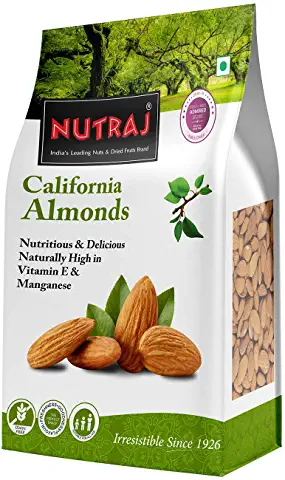 ADMIRED
NUTRAJ®
India's Leading Nuts & Dried Fruits Brand
California
Almonds
Nutritious & Delicious
Naturally High in
Vitamin E &
Manganese
Irresistible Since 1926